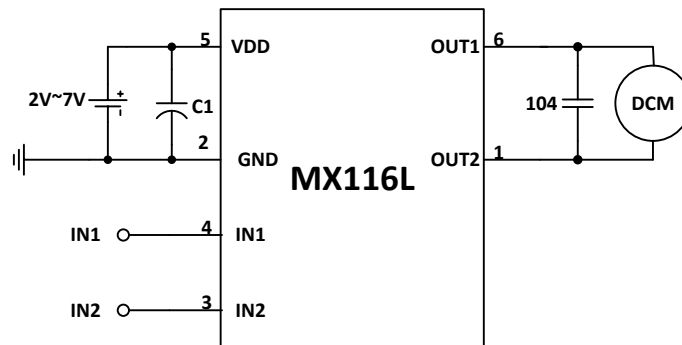 5 VDD OUT1 6
2V~7V + - C1 104 DCM
2 GND OUT2 1
MX116L
IN1 4 IN1
IN2 3 IN2